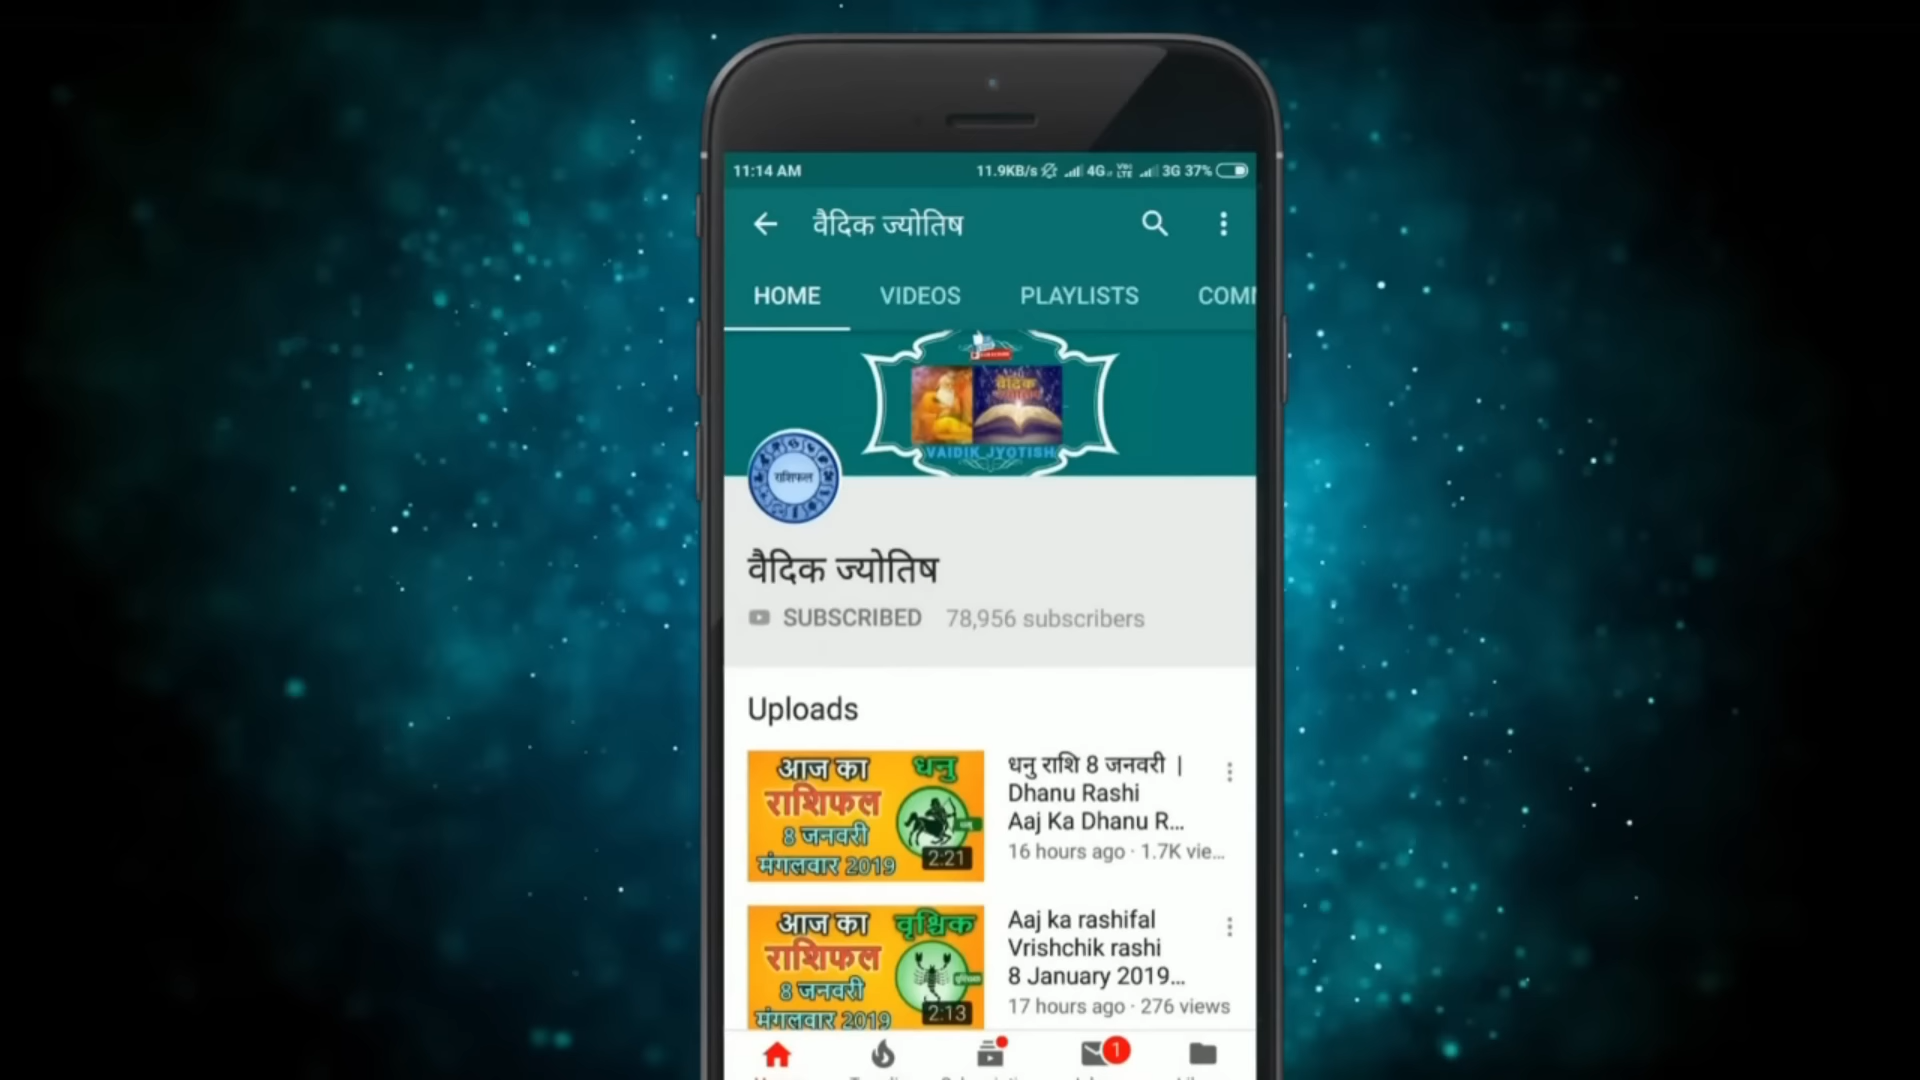 11:14 AM 11.9KB/s 4G 3G 37%
वैदिक ज्योतिष
HOME VIDEOS PLAYLISTS COMM
वैदिक
VAIDIK JYOTISH
राशिफल
वैदिक ज्योतिष
SUBSCRIBED 78,956 subscribers
Uploads
आज का धनु
राशिफल
8 जनवरी
मंगलवार 2019
2:21
धनु राशि 8 जनवरी |
Dhanu Rashi
Aaj Ka Dhanu R...
16 hours ago · 1.7K vie...
आज का वृश्चिक
राशिफल
8 जनवरी
मंगलवार 2019
2:13
Aaj ka rashifal
Vrishchik rashi
8 January 2019...
17 hours ago · 276 views
1